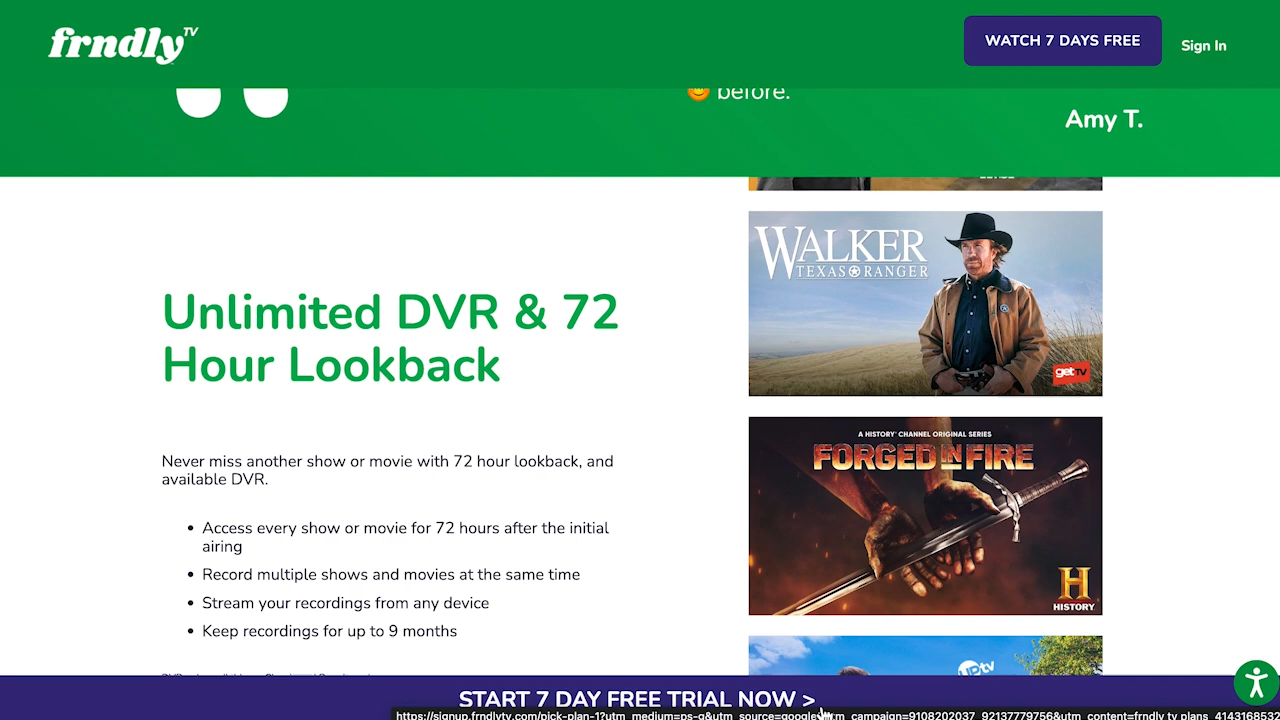 frndly TV
WATCH 7 DAYS FREE
Sign In
before.
Amy T.
WALKER
TEXAS RANGER
getTV
Unlimited DVR & 72
Hour Lookback
A HISTORY CHANNEL ORIGINAL SERIES
FORGED IN FIRE
HISTORY
Never miss another show or movie with 72 hour lookback, and
available DVR.
• Access every show or movie for 72 hours after the initial
airing
• Record multiple shows and movies at the same time
• Stream your recordings from any device
• Keep recordings for up to 9 months
UPtv
START 7 DAY FREE TRIAL NOW >